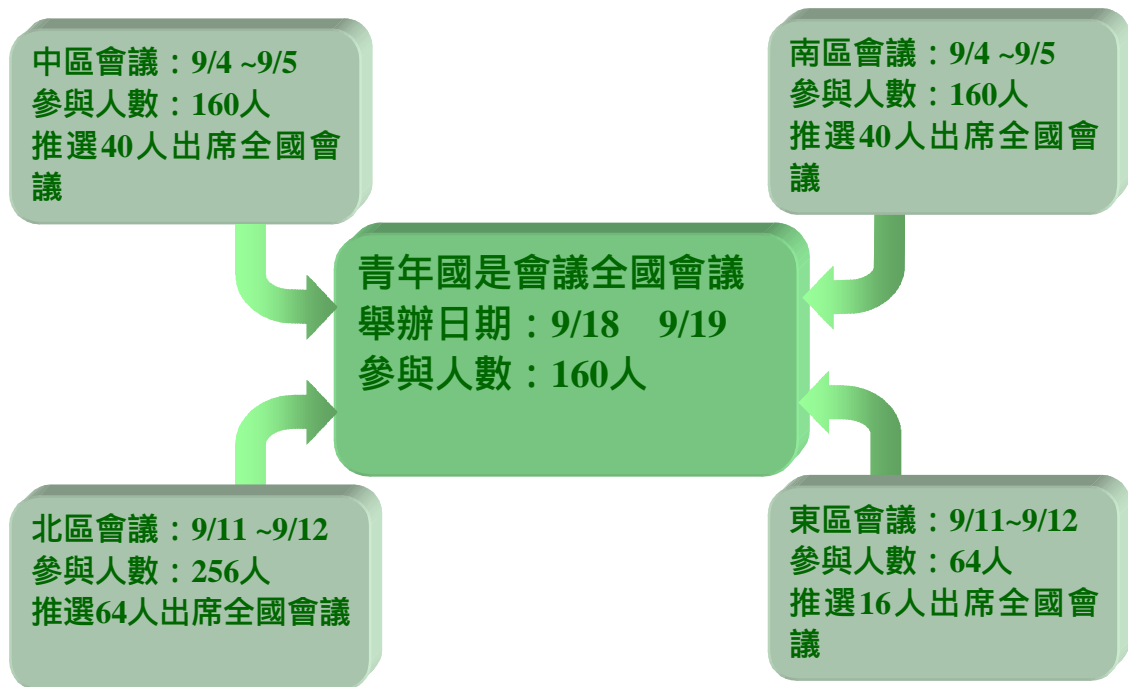 中區會議：9/4 ~9/5
參與人數：160人
推選40人出席全國會
議
南區會議：9/4 ~9/5
參與人數：160人
推選40人出席全國會
議
青年國是會議全國會議
舉辦日期：9/18　9/19
參與人數：160人
北區會議：9/11 ~9/12
參與人數：256人
推選64人出席全國會議
東區會議：9/11~9/12
參與人數：64人
推選16人出席全國會
議